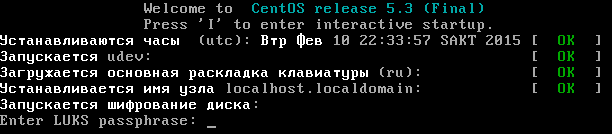 Welcome to CentOS release 5.3 (Final)
Press 'I' to enter interactive startup.
Устанавливаются часы (utc): Втр Фев 10 22:33:57 SAKT 2015 [ OK ]
Запускается udev: [ OK ]
Загружается основная раскладка клавиатуры (ru): [ OK ]
Устанавливается имя узла localhost.localdomain: [ OK ]
Запускается шифрование диска:
Enter LUKS passphrase: _